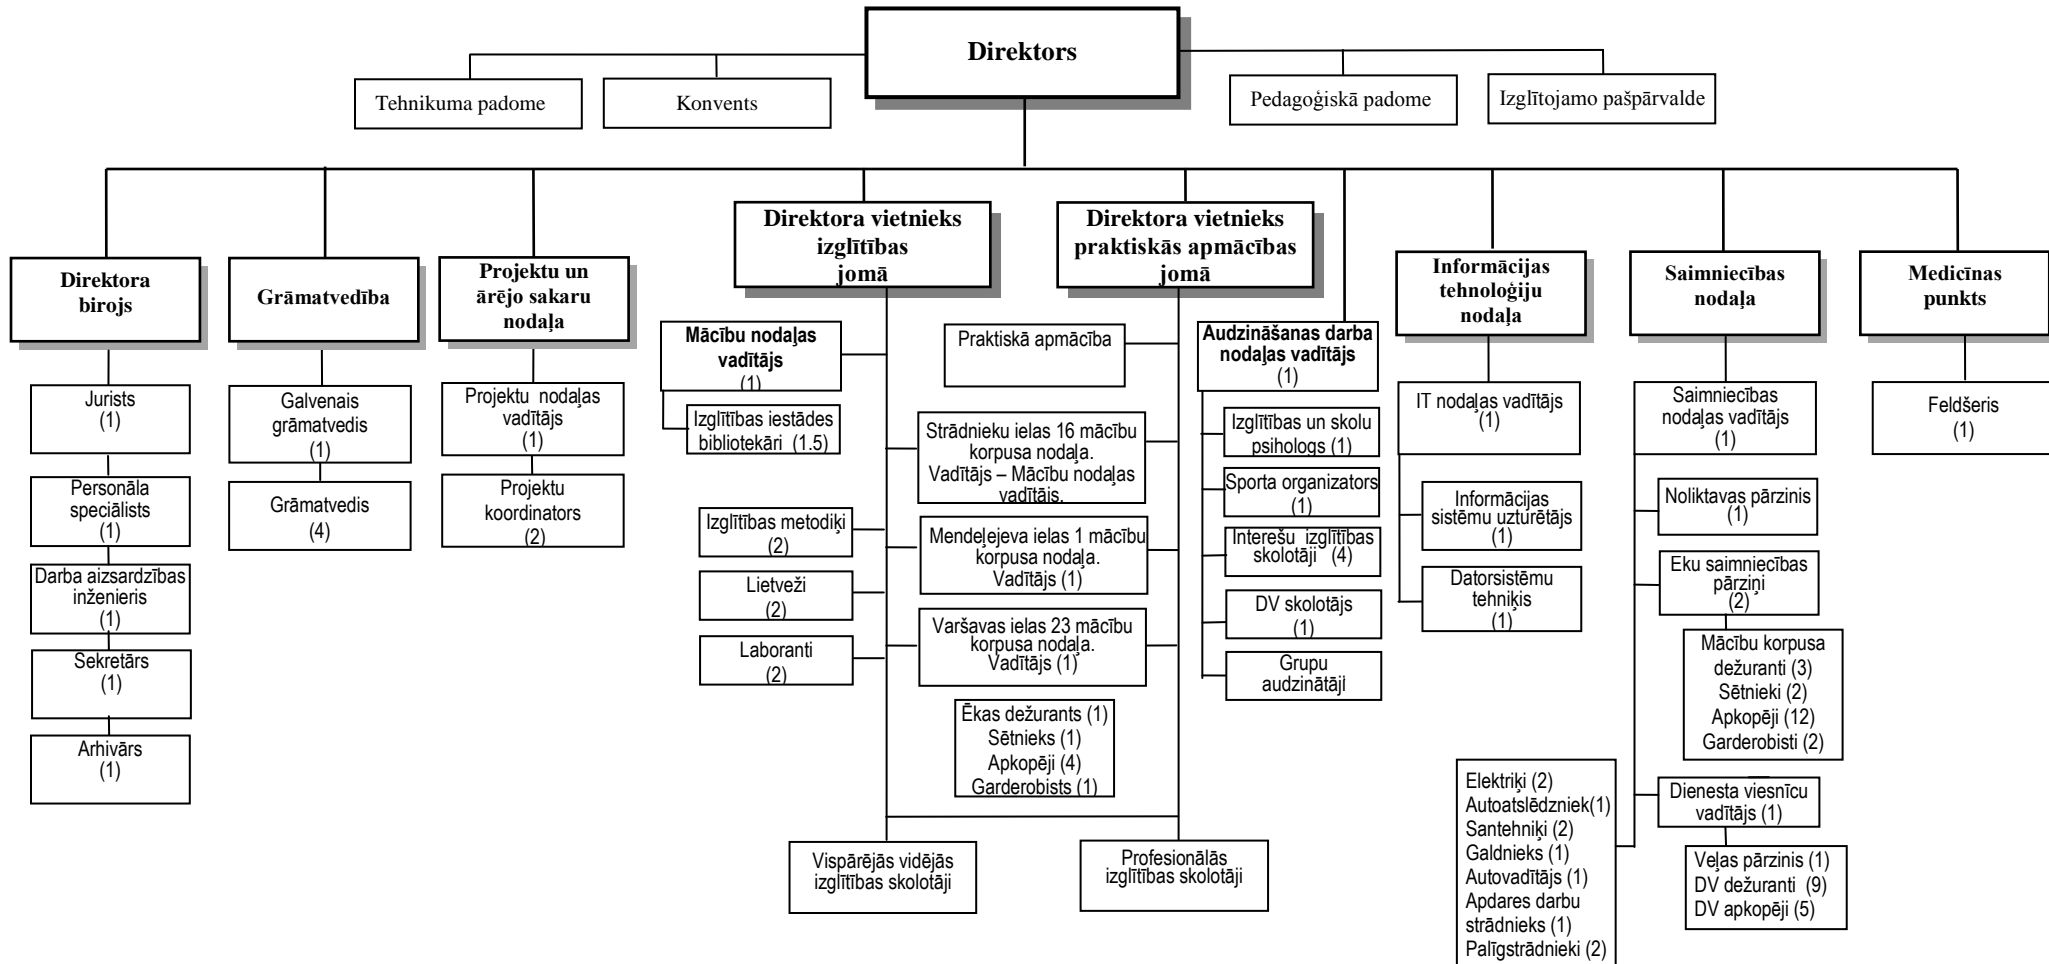 Direktors
Tehnikuma padome
Konvents
Pedagoģiskā padome
Izglītojamo pašpārvalde
Direktora
birojs
Grāmatvedība
Projektu un
ārējo sakaru
nodaļa
Direktora vietnieks
izglītības
jomā
Direktora vietnieks
praktiskās apmācības
jomā
Informācijas
tehnoloģiju
nodaļa
Saimniecības
nodaļa
Medicīnas
punkts
Jurists
(1)
Personāla
speciālists
(1)
Darba aizsardzības
inženieris
(1)
Sekretārs
(1)
Arhivārs
(1)
Galvenais
grāmatvedis
(1)
Grāmatvedis
(4)
Projektu nodaļas
vadītājs
(1)
Projektu
koordinators
(2)
Mācību nodaļas
vadītājs
(1)
Izglītības iestādes
bibliotekāri (1.5)
Izglītības metodiķi
(2)
Lietveži
(2)
Laboranti
(2)
Praktiskā apmācība
Strādnieku ielas 16 mācību
korpusa nodaļa.
Vadītājs – Mācību nodaļas
vadītājs.
Mendeļejeva ielas 1 mācību
korpusa nodaļa.
Vadītājs (1)
Varšavas ielas 23 mācību
korpusa nodaļa.
Vadītājs (1)
Ēkas dežurants (1)
Sētnieks (1)
Apkopēji (4)
Garderobists (1)
Vispārējās vidējās
izglītības skolotāji
Profesionālās
izglītības skolotāji
Audzināšanas darba
nodaļas vadītājs
(1)
Izglītības un skolu
psihologs (1)
Sporta organizators
(1)
Interešu izglītības
skolotāji (4)
DV skolotājs
(1)
Grupu
audzinātāji
IT nodaļas vadītājs
(1)
Informācijas
sistēmu uzturētājs
(1)
Datorsistēmu
tehniķis
(1)
Saimniecības
nodaļas vadītājs
(1)
Noliktavas pārzinis
(1)
Eku saimniecības
pārziņi
(2)
Mācību korpusa
dežuranti (3)
Sētnieki (2)
Apkopēji (12)
Garderobisti (2)
Dienesta viesnīcu
vadītājs (1)
Veļas pārzinis (1)
DV dežuranti (9)
DV apkopēji (5)
Elektriķi (2)
Autoatslēdzniek(1)
Santehniķi (2)
Galdnieks (1)
Autovadītājs (1)
Apdares darbu
strādnieks (1)
Palīgstrādnieki (2)
Feldšeris
(1)